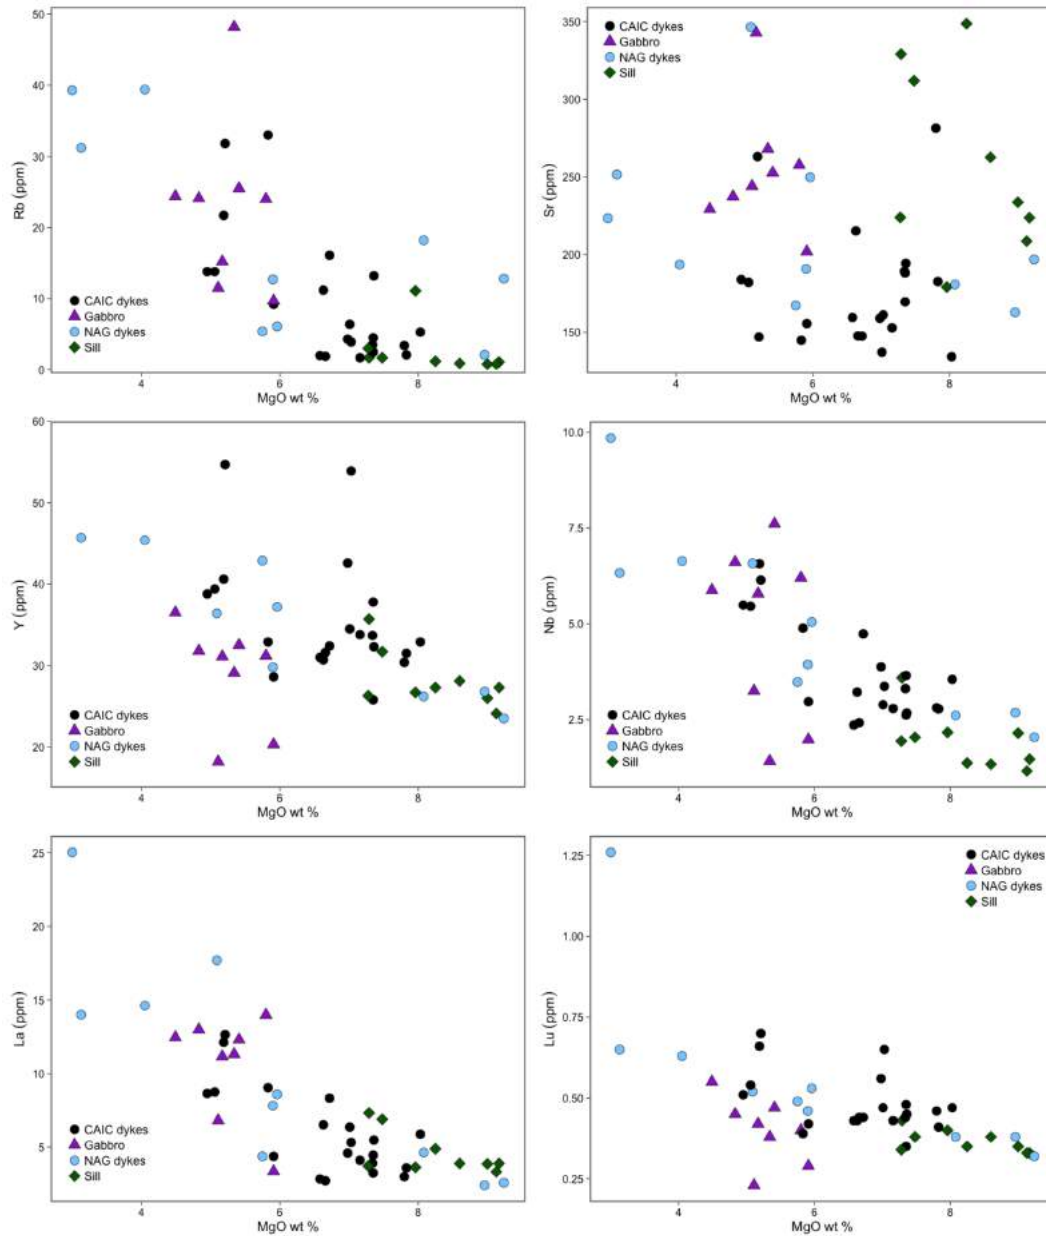 50
40
30
20
10
0
Rb (ppm)
CAIC dykes
Gabbro
NAG dykes
Sill
4
6
8
MgO wt %
350
300
250
200
150
Sr (ppm)
CAIC dykes
Gabbro
NAG dykes
Sill
4
6
8
MgO wt %
60
50
40
30
20
Y (ppm)
CAIC dykes
Gabbro
NAG dykes
Sill
4
6
8
MgO wt %
10.0
7.5
5.0
2.5
Nb (ppm)
CAIC dykes
Gabbro
NAG dykes
Sill
4
6
8
MgO wt %
25
20
15
10
5
La (ppm)
CAIC dykes
Gabbro
NAG dykes
Sill
4
6
8
MgO wt %
1.25
1.00
0.75
0.50
0.25
Lu (ppm)
CAIC dykes
Gabbro
NAG dykes
Sill
4
6
8
MgO wt %